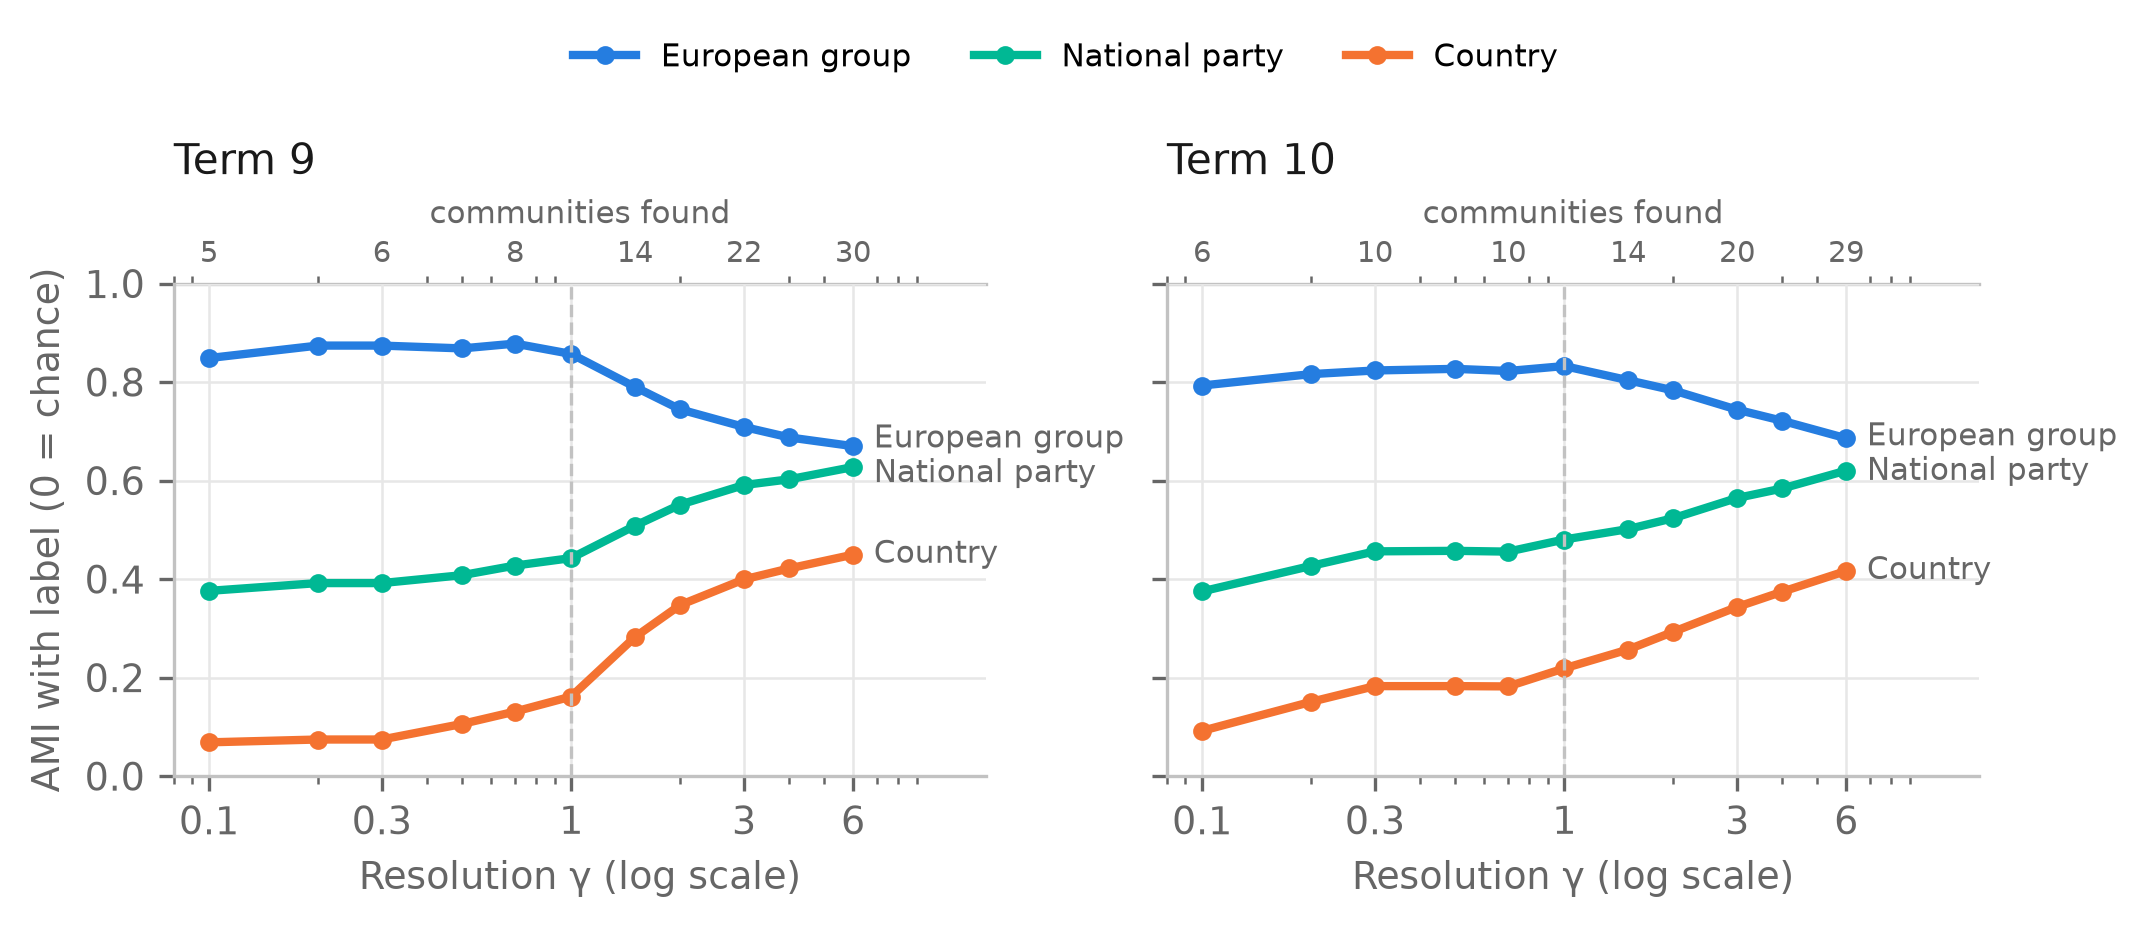 European group
National party
Country
Term 9
communities found
5 6 8 14 22 30
1.0
0.8
0.6
0.4
0.2
0.0
AMI with label (0 = chance)
European group
National party
Country
0.1 0.3 1 3 6
Resolution γ (log scale)
Term 10
communities found
6 10 10 14 20 29
European group
National party
Country
0.1 0.3 1 3 6
Resolution γ (log scale)